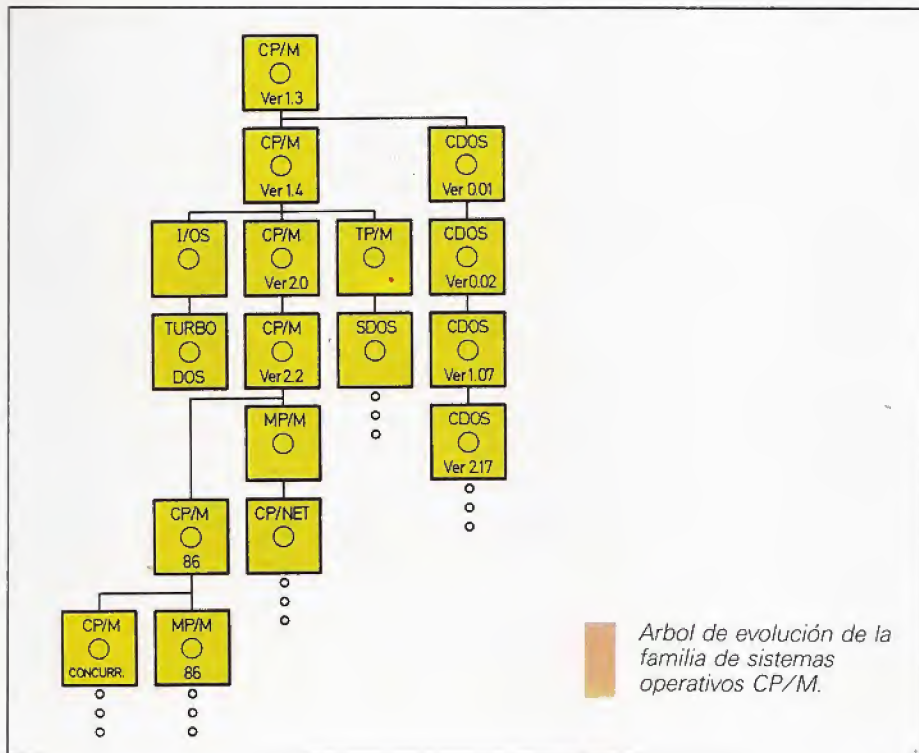 CP/M
Ver 1.3
CP/M
Ver 1.4
CDOS
Ver 0.01
I/OS
CP/M
Ver 2.0
TP/M
CDOS
Ver 0.02
TURBO
DOS
CP/M
Ver 2.2
SDOS
CDOS
Ver 1.07
MP/M
CDOS
Ver 2.17
CP/M
86
CP/NET
CP/M
CONCURR.
MP/M
86
Arbol de evolución de la
familia de sistemas
operativos CP/M.